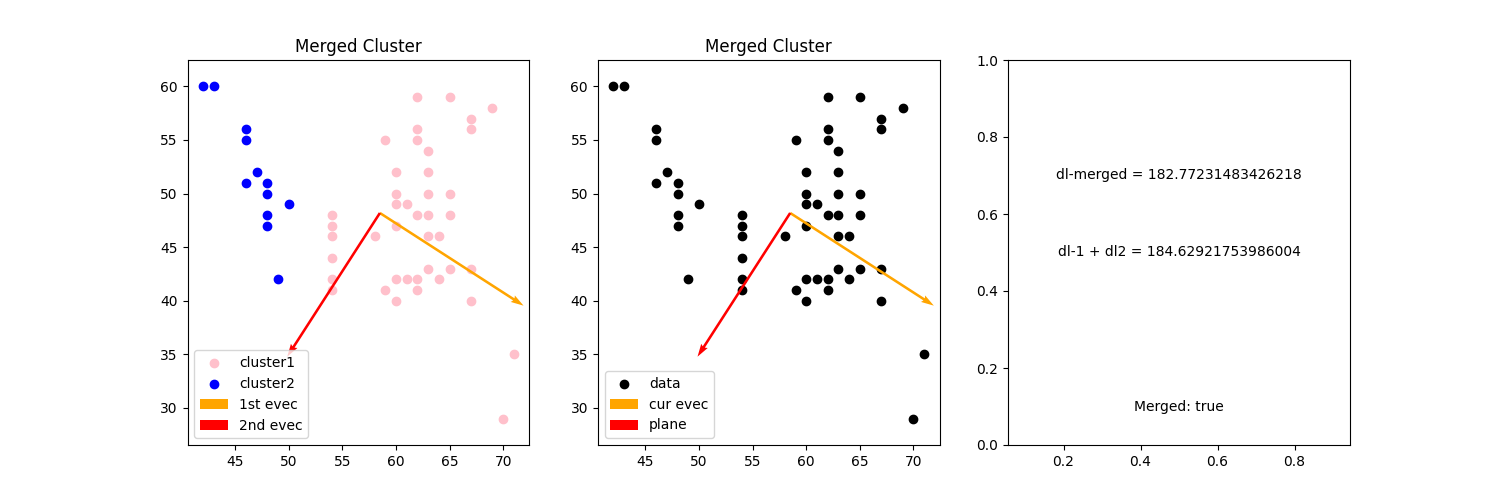 Merged Cluster
60
55
50
45
40
35
30
45 50 55 60 65 70
cluster1
cluster2
1st evec
2nd evec
Merged Cluster
60
55
50
45
40
35
30
45 50 55 60 65 70
data
cur evec
plane
1.0
0.8
0.6
0.4
0.2
0.0
0.2 0.4 0.6 0.8
dl-merged = 182.77231483426218
dl-1 + dl2 = 184.62921753986004
Merged: true